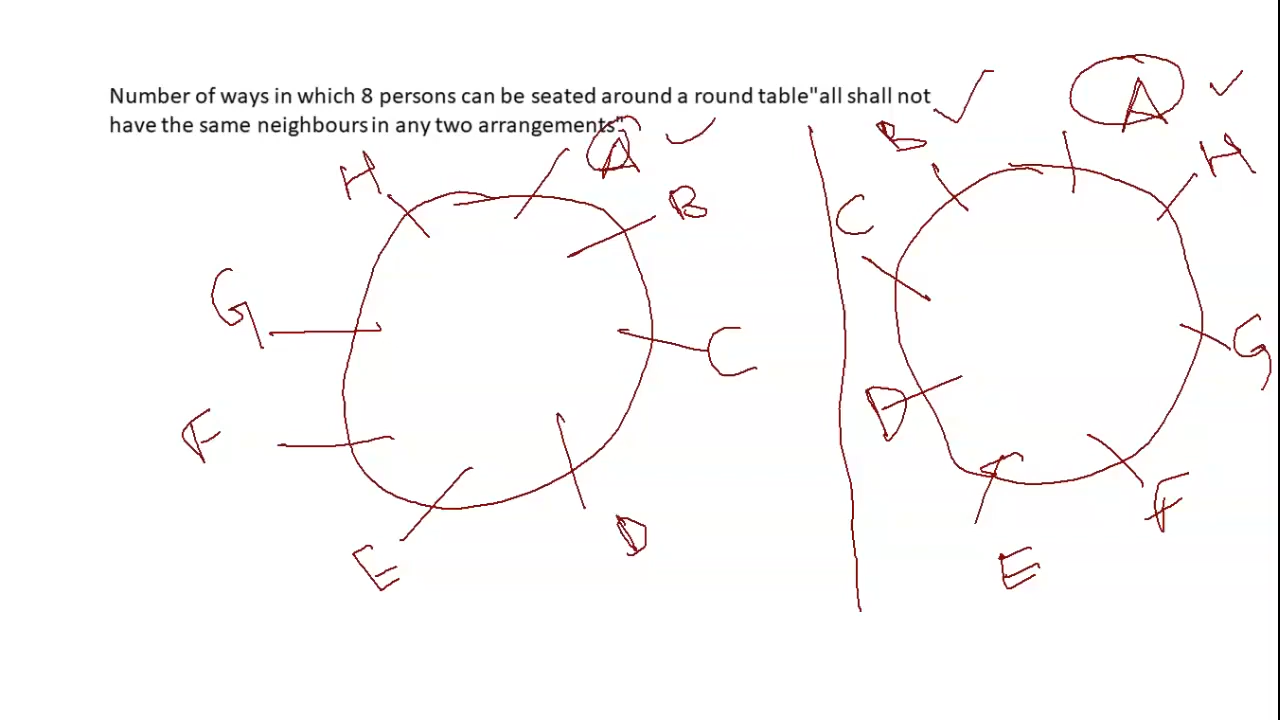 Number of ways in which 8 persons can be seated around a round table"all shall not
have the same neighbours in any two arrangements".
A
B
C
D
E
F
G
H
A
H
G
F
E
D
C
B